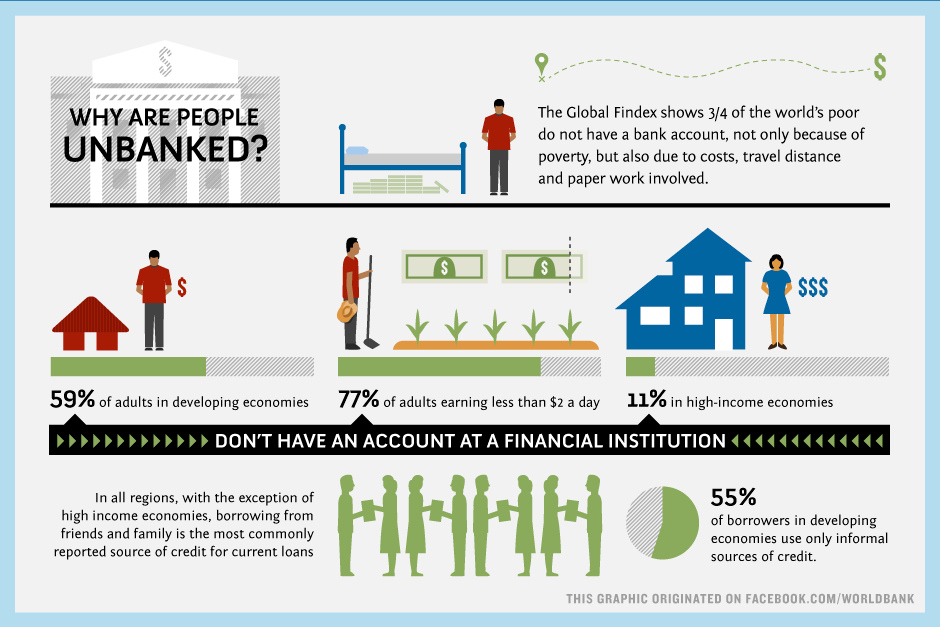 $
WHY ARE PEOPLE
UNBANKED?
$
The Global Findex shows 3/4 of the world's poor
do not have a bank account, not only because of
poverty, but also due to costs, travel distance
and paper work involved.
$
$ $
$$$
59% of adults in developing economies
77% of adults earning less than $2 a day
11% in high-income economies
DON'T HAVE AN ACCOUNT AT A FINANCIAL INSTITUTION
In all regions, with the exception of
high income economies, borrowing from
friends and family is the most commonly
reported source of credit for current loans
55%
of borrowers in developing
economies use only informal
sources of credit.
THIS GRAPHIC ORIGINATED ON FACEBOOK.COM/WORLDBANK